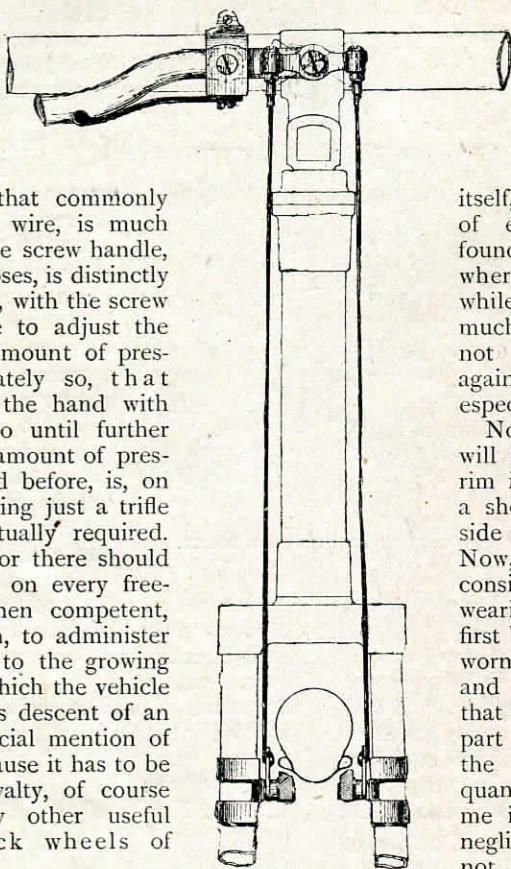 that commonly
wire, is much
e screw handle,
oses, is distinctly
, with the screw
e to adjust the
mount of pres-
ately so, that
the hand with
o until further
amount of pres-
d before, is, on
ing just a trifle
tually required.
or there should
on every free-
hen competent,
n, to administer
to the growing
hich the vehicle
s descent of an
cial mention of
ause it has to be
valty, of course
y other useful
ck wheels of
itself,
of e
found
where
while
much
not
again
espec
No
will
rim i
a sho
side
Now,
consi
weari
first
worn
and
that
part
the
quan
me i
negli
not